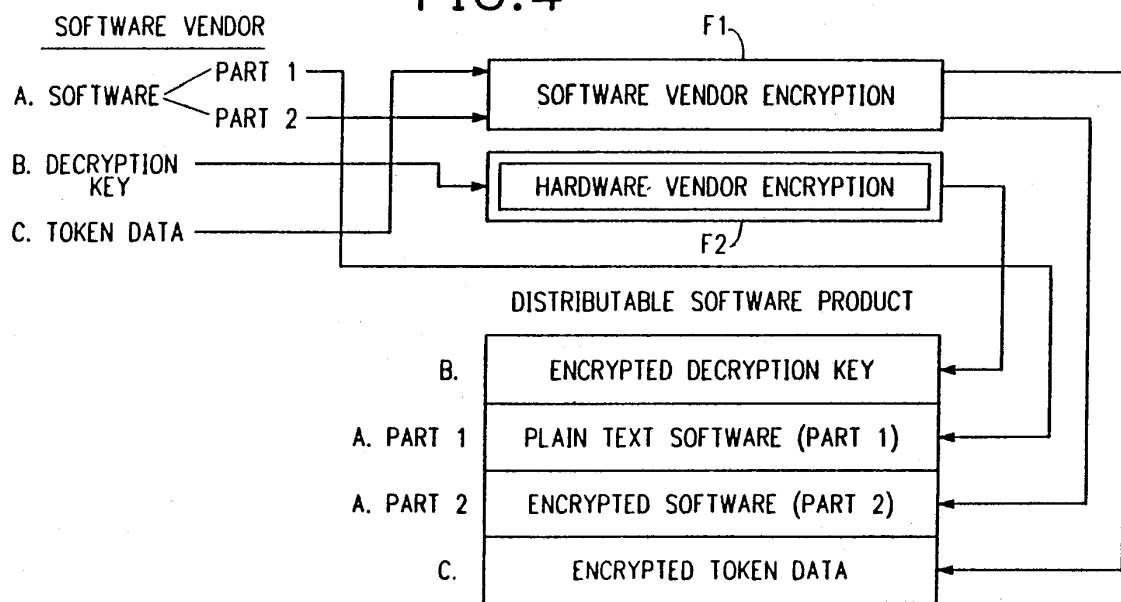 FIG.4
SOFTWARE VENDOR
F1
A. SOFTWARE
PART 1
PART 2
SOFTWARE VENDOR ENCRYPTION
B. DECRYPTION
KEY
HARDWARE VENDOR ENCRYPTION
C. TOKEN DATA
F2
DISTRIBUTABLE SOFTWARE PRODUCT
B. ENCRYPTED DECRYPTION KEY
A. PART 1 PLAIN TEXT SOFTWARE (PART 1)
A. PART 2 ENCRYPTED SOFTWARE (PART 2)
C. ENCRYPTED TOKEN DATA